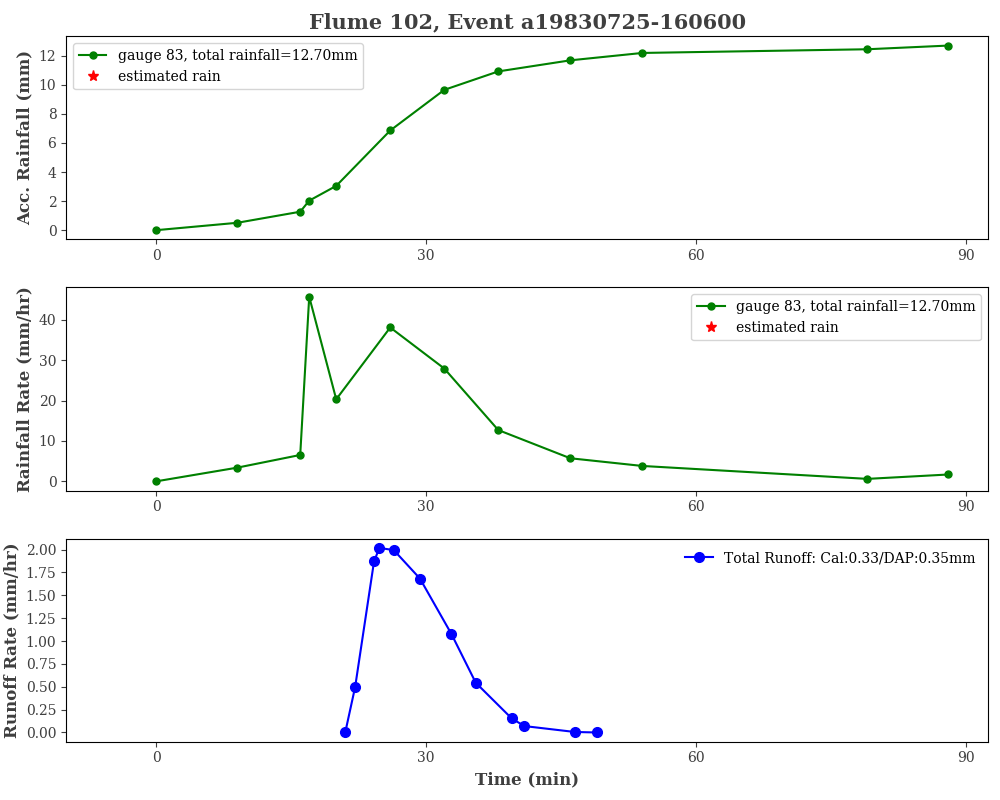 Flume 102, Event a19830725-160600
Acc. Rainfall (mm)
12
10
8
6
4
2
0
gauge 83, total rainfall=12.70mm
estimated rain
0 30 60 90
Rainfall Rate (mm/hr)
40
30
20
10
0
gauge 83, total rainfall=12.70mm
estimated rain
0 30 60 90
Runoff Rate (mm/hr)
2.00
1.75
1.50
1.25
1.00
0.75
0.50
0.25
0.00
Total Runoff: Cal:0.33/DAP:0.35mm
0 30 60 90
Time (min)